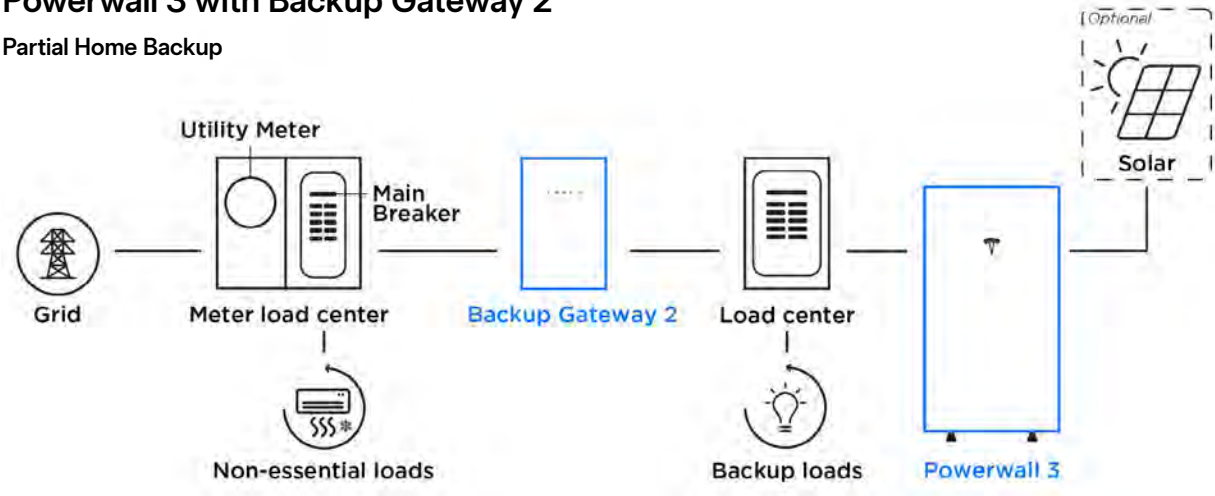 Powerwall 3 with Backup Gateway 2
Partial Home Backup
Optional
Solar
Utility Meter
Main
Breaker
Grid
Meter load center
Backup Gateway 2
Load center
Non-essential loads
Backup loads
Powerwall 3